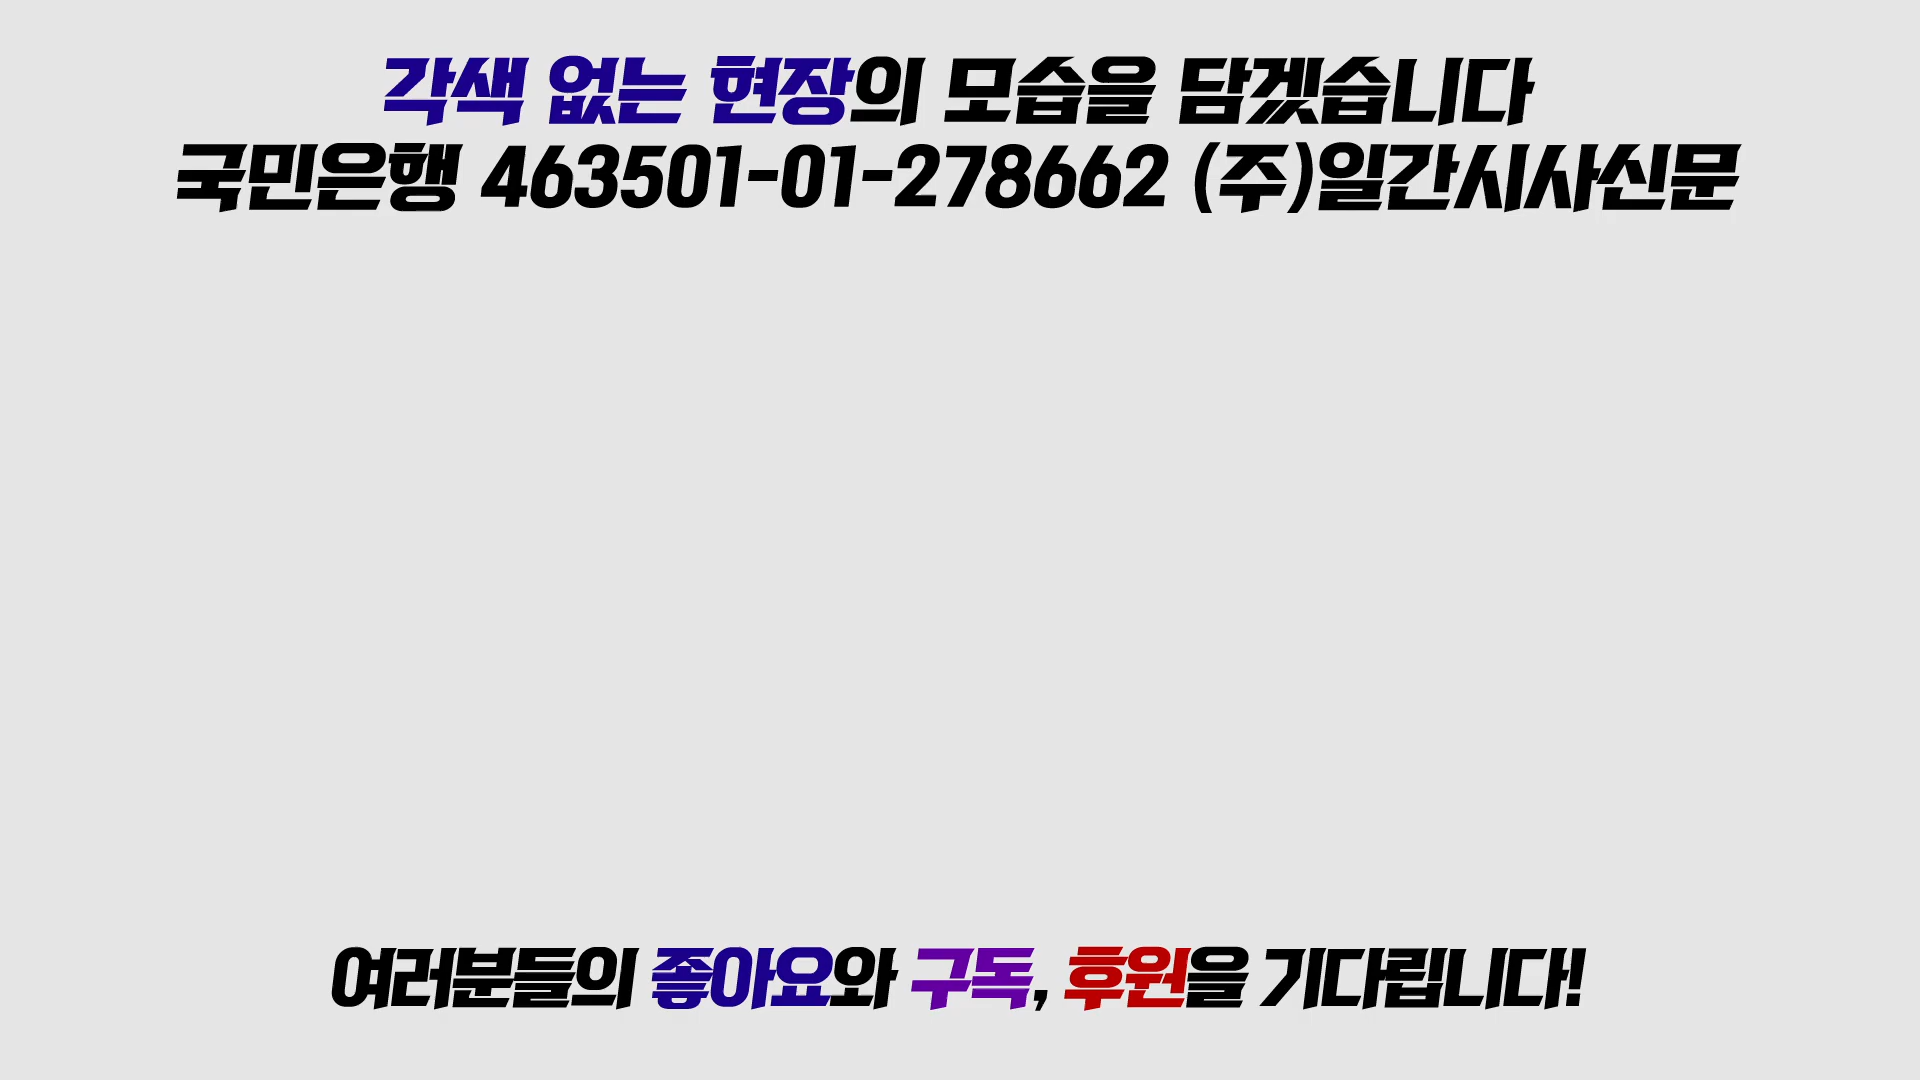 각색 없는 현장의 모습을 담겠습니다
국민은행 463501-01-278662 (주)일간시사신문
여러분들의 좋아요와 구독, 후원을 기다립니다!